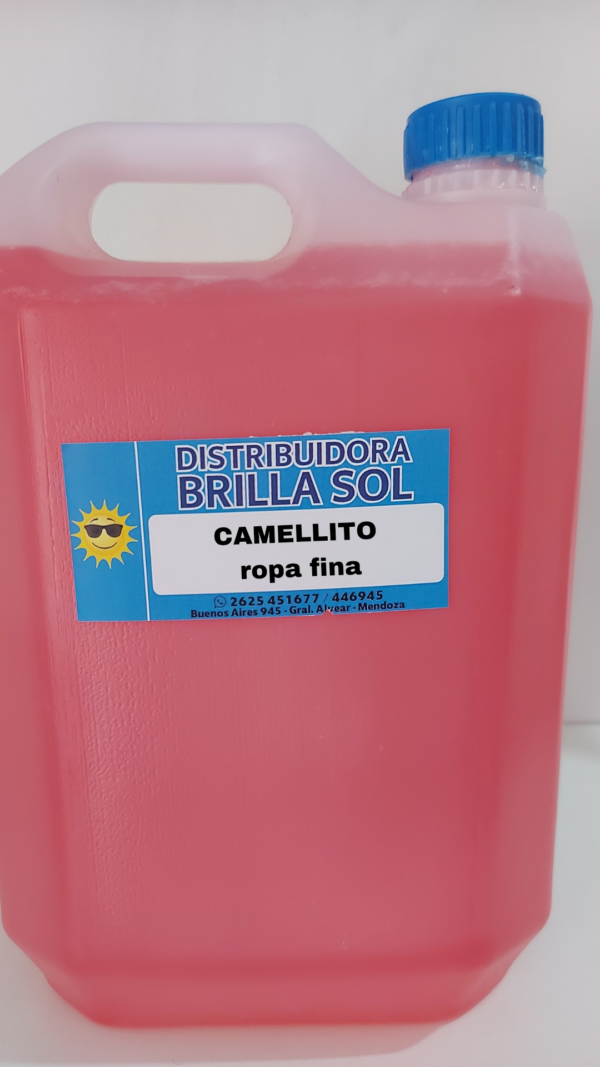 DISTRIBUIDORA
BRILLA SOL
CAMELLITO
ropa fina
2625 451677 / 446945
Buenos Aires 945 - Gral. Alvear - Mendoza